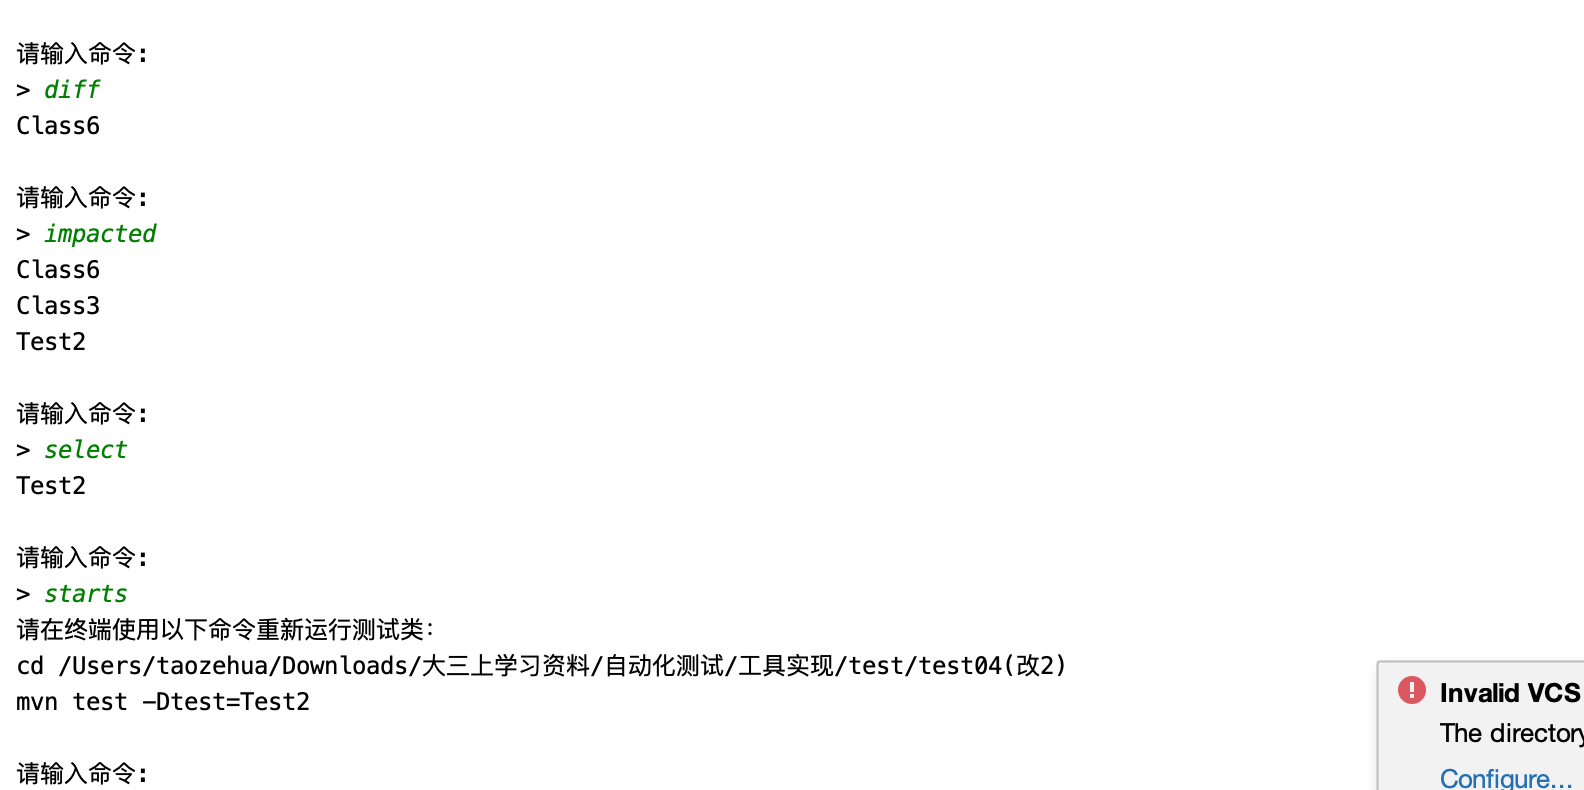 请输入命令:
> diff
Class6
请输入命令:
> impacted
Class6
Class3
Test2
请输入命令:
> select
Test2
请输入命令:
> starts
请在终端使用以下命令重新运行测试类:
cd /Users/taozehua/Downloads/大三上学习资料/自动化测试/工具实现/test/test04(改2)
mvn test -Dtest=Test2
请输入命令:
Invalid VCS
The directory
Configure...